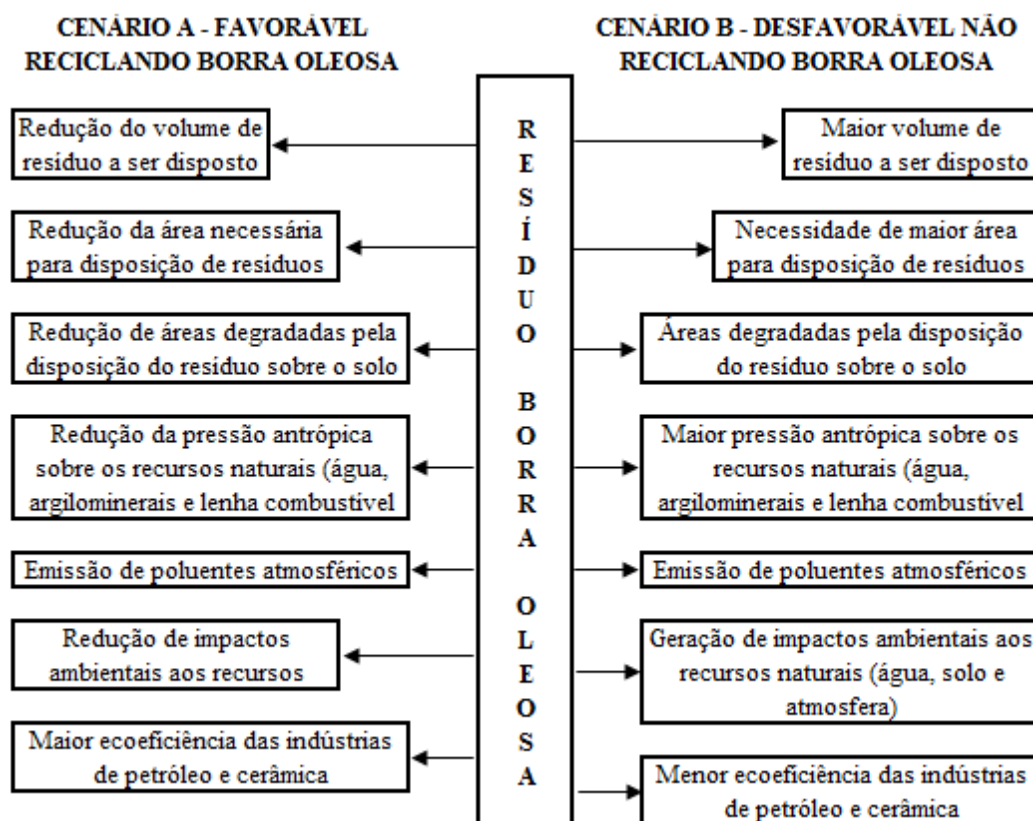 CENÁRIO A - FAVORÁVEL
RECICLANDO BORRA OLEOSA
CENÁRIO B - DESFAVORÁVEL NÃO
RECICLANDO BORRA OLEOSA
Redução do volume de
resíduo a ser disposto
Redução da área necessária
para disposição de resíduos
Redução de áreas degradadas pela
disposição do resíduo sobre o solo
Redução da pressão antrópica
sobre os recursos naturais (água,
argilominerais e lenha combustível
Emissão de poluentes atmosféricos
Redução de impactos
ambientais aos recursos
Maior ecoeficiência das indústrias
de petróleo e cerâmica
RESÍDUO BORRA OLEOSA
Maior volume de
resíduo a ser disposto
Necessidade de maior área
para disposição de resíduos
Áreas degradadas pela disposição
do resíduo sobre o solo
Maior pressão antrópica sobre os
recursos naturais (água,
argilominerais e lenha combustível
Emissão de poluentes atmosféricos
Geração de impactos ambientais aos
recursos naturais (água, solo e
atmosfera)
Menor ecoeficiência das indústrias
de petróleo e cerâmica